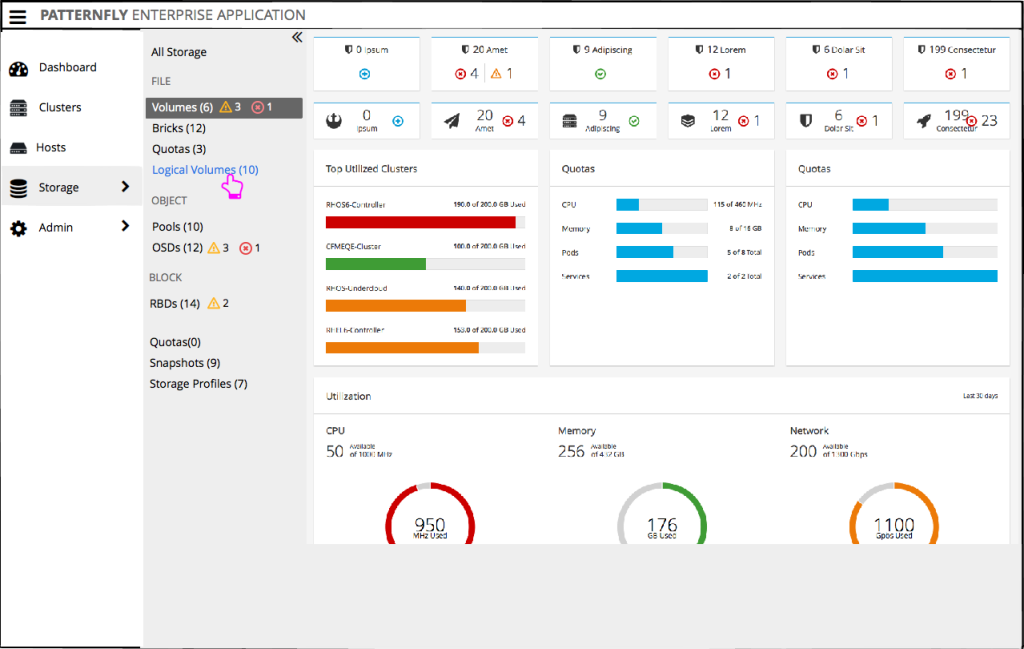 PATTERNFLY ENTERPRISE APPLICATION
Dashboard
Clusters
Hosts
Storage
Admin
All Storage
FILE
Volumes (6) 3 1
Bricks (12)
Quotas (3)
Logical Volumes (10)
OBJECT
Pools (10)
OSDs (12) 3 1
BLOCK
RBDs (14) 2
Quotas(0)
Snapshots (9)
Storage Profiles (7)
0 Ipsum
20 Amet
4 1
9 Adipiscing
12 Lorem
1
6 Dolar Sit
1
199 Consectetur
1
0
Ipsum
20
Amet
4
9
Adipiscing
12
Lorem
1
6
Dolar Sit
1
199
Consectetur
23
Top Utilized Clusters
RHOS6-Controller 190.0 of 200.0 GB Used
CFMEQE-Cluster 100.0 of 200.0 GB Used
RHOS-Undercloud 140.0 of 200.0 GB Used
RHEL6-Controller 153.0 of 200.0 GB Used
Quotas
CPU 115 of 460 MHz
Memory 8 of 16 GB
Pods 5 of 8 Total
Services 2 of 2 Total
Quotas
CPU
Memory
Pods
Services
Utilization Last 30 days
CPU
50 Available
of 1000 MHz
950
MHz Used
Memory
256 Available
of 432 GB
176
GB Used
Network
200 Available
of 1300 Gbps
1100
Gpos Used